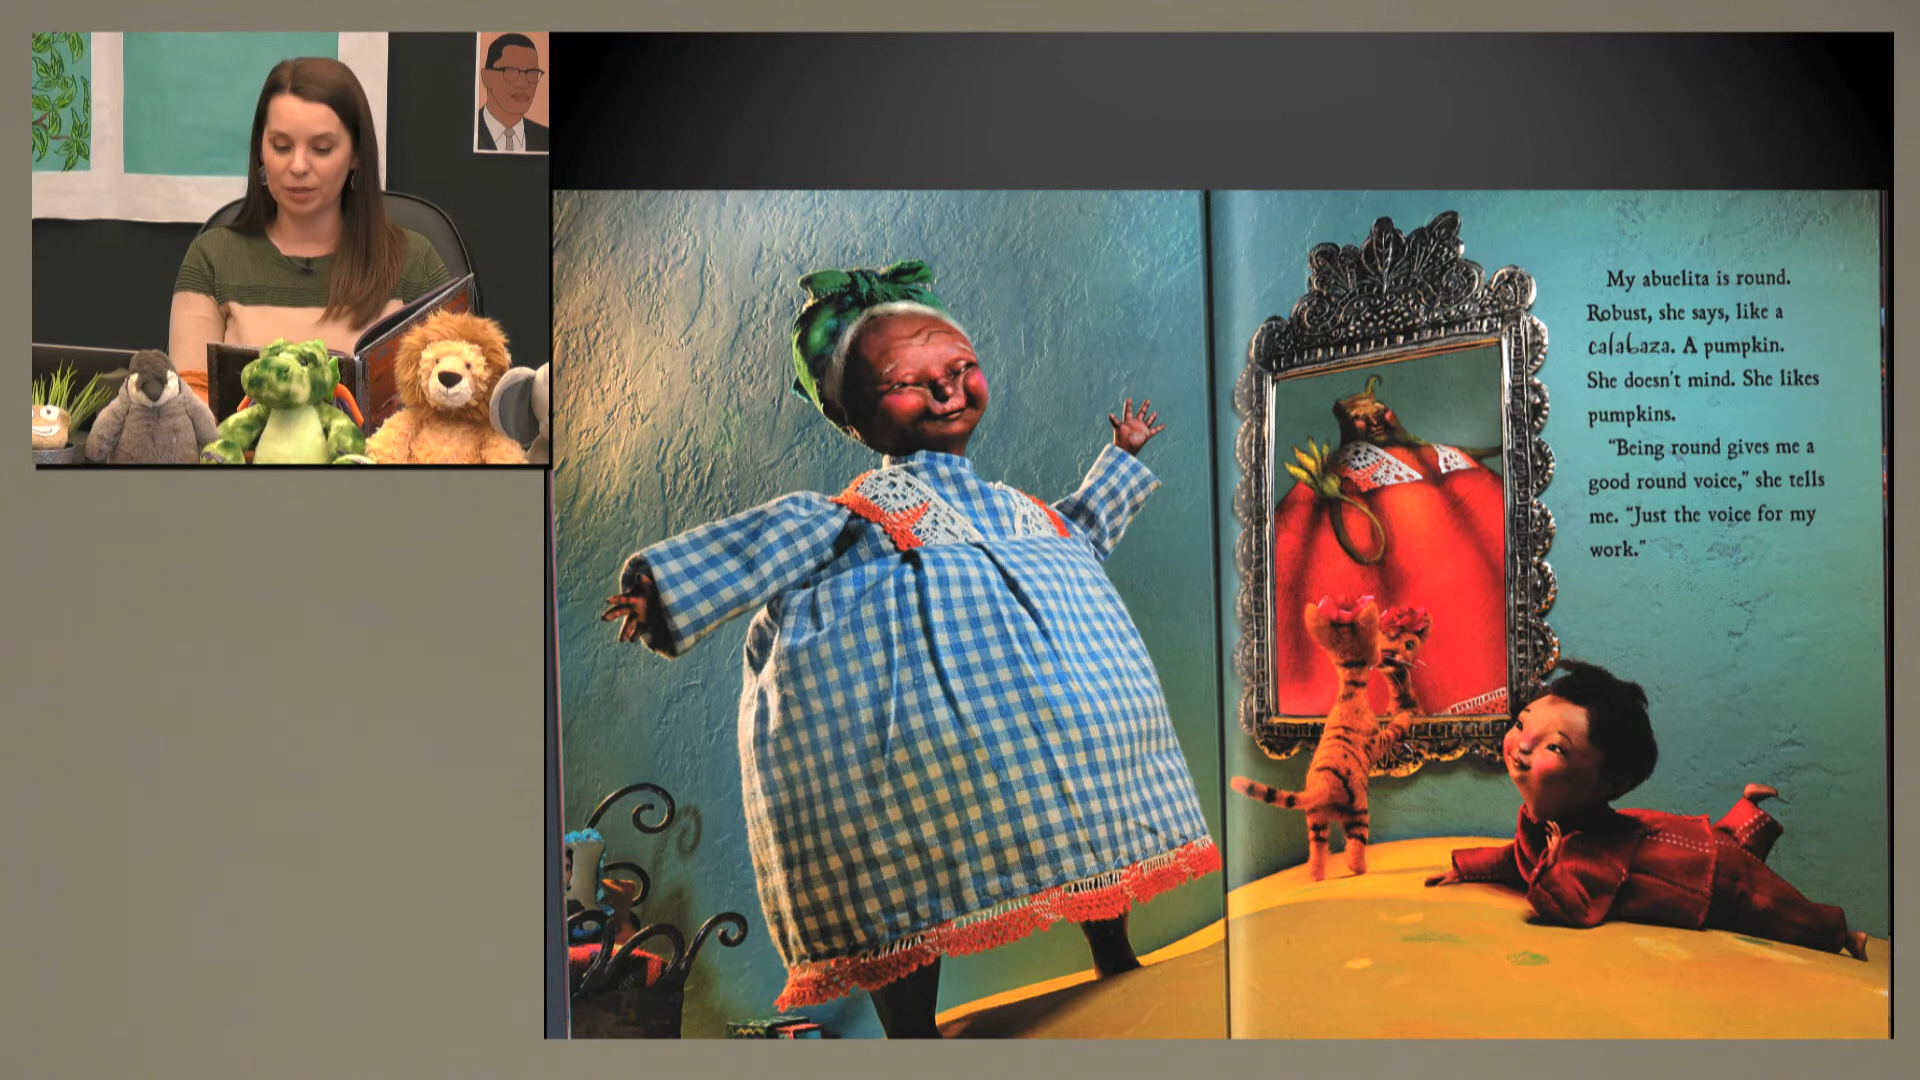 My abuelita is round.
Robust, she says, like a
calabaza. A pumpkin.
She doesn't mind. She likes
pumpkins.
"Being round gives me a
good round voice," she tells
me. "Just the voice for my
work."